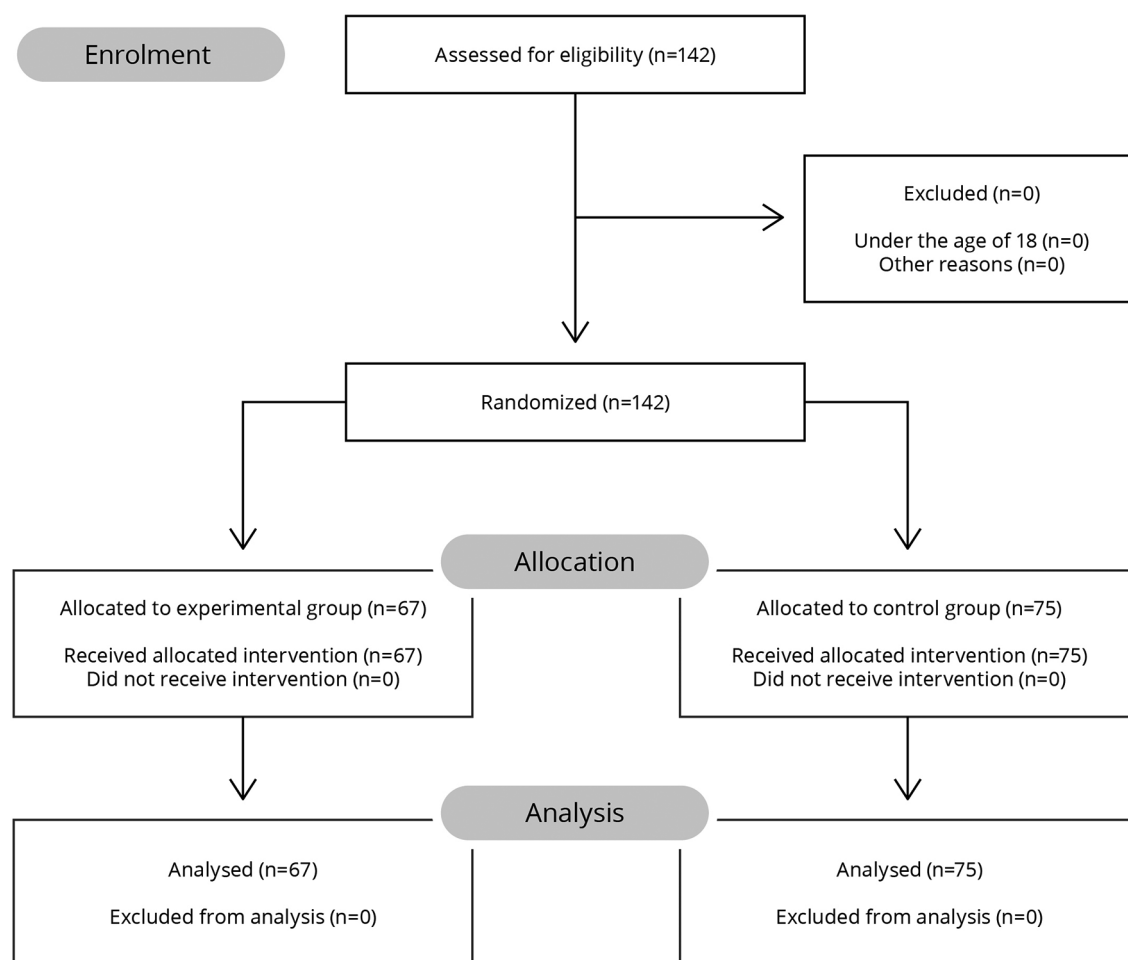 Enrolment
Assessed for eligibility (n=142)
Excluded (n=0)
Under the age of 18 (n=0)
Other reasons (n=0)
Randomized (n=142)
Allocation
Allocated to experimental group (n=67)
Received allocated intervention (n=67)
Did not receive intervention (n=0)
Allocated to control group (n=75)
Received allocated intervention (n=75)
Did not receive intervention (n=0)
Analysis
Analysed (n=67)
Excluded from analysis (n=0)
Analysed (n=75)
Excluded from analysis (n=0)